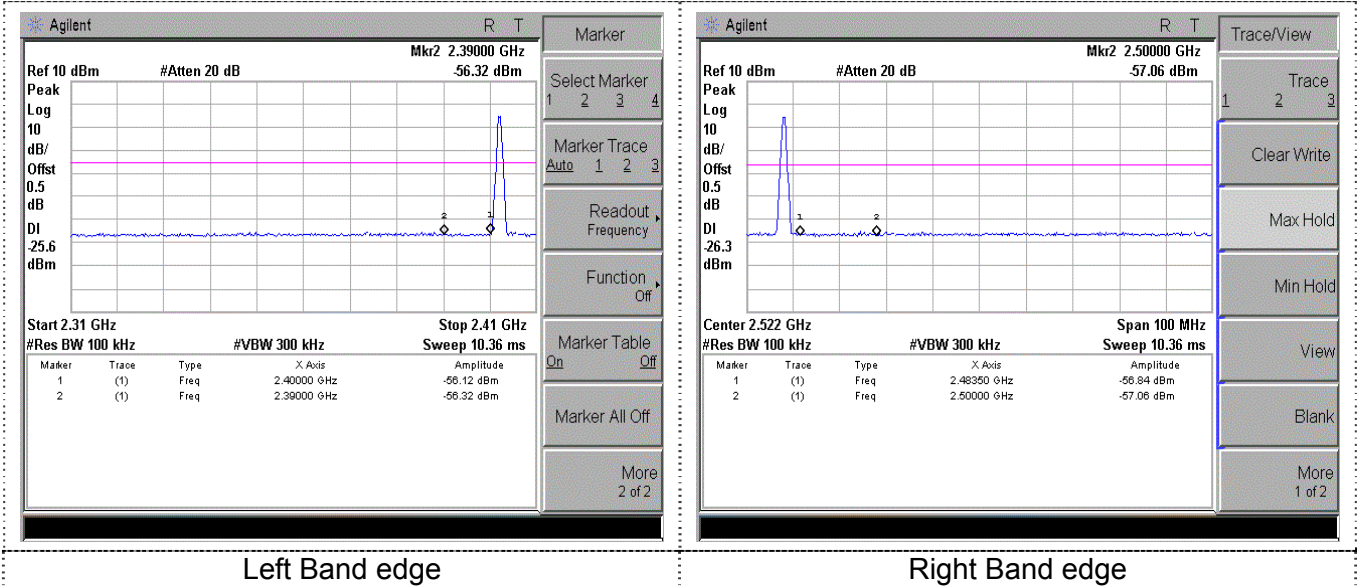 Agilent R T
Mkr2 2.39000 GHz
Ref 10 dBm #Atten 20 dB -56.32 dBm
Peak
Log
10
dB/
Offst
0.5
dB
DI
-25.6
dBm
2 1
Start 2.31 GHz Stop 2.41 GHz
#Res BW 100 kHz #VBW 300 kHz Sweep 10.36 ms
Marker Trace Type X Axis Amplitude
1 (1) Freq 2.40000 GHz -56.12 dBm
2 (1) Freq 2.39000 GHz -56.32 dBm
Marker
Select Marker
1 2 3 4
Marker Trace
Auto 1 2 3
Readout
Frequency
Function
Off
Marker Table
On Off
Marker All Off
More
2 of 2
Left Band edge
Agilent R T
Mkr2 2.50000 GHz
Ref 10 dBm #Atten 20 dB -57.06 dBm
Peak
Log
10
dB/
Offst
0.5
dB
DI
-26.3
dBm
1 2
Center 2.522 GHz Span 100 MHz
#Res BW 100 kHz #VBW 300 kHz Sweep 10.36 ms
Marker Trace Type X Axis Amplitude
1 (1) Freq 2.48350 GHz -56.84 dBm
2 (1) Freq 2.50000 GHz -57.06 dBm
Trace/View
Trace
1 2 3
Clear Write
Max Hold
Min Hold
View
Blank
More
1 of 2
Right Band edge